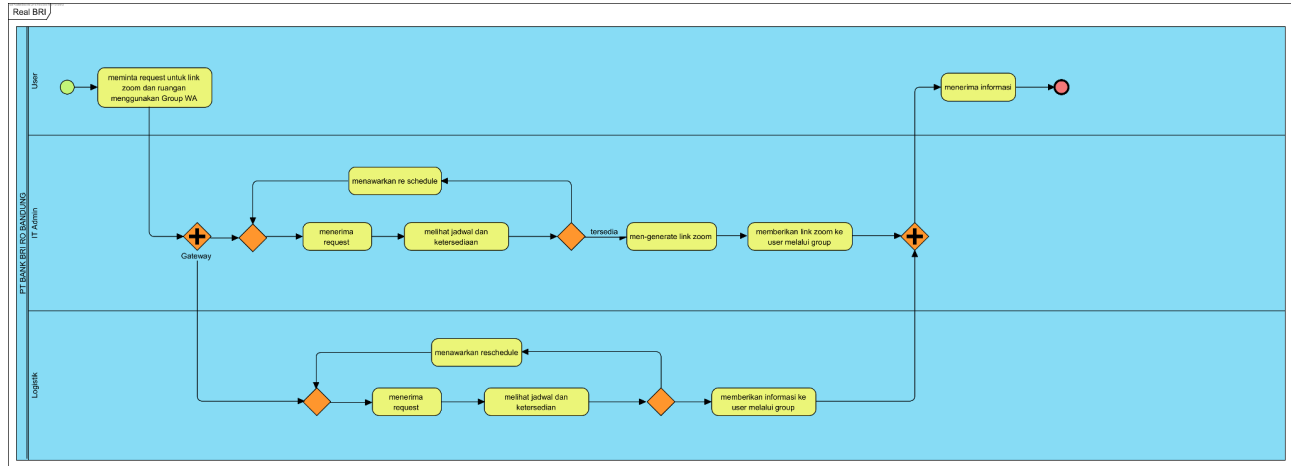 Real BRI
PT BANK BRI RO BANDUNG
User
meminta request untuk link
zoom dan ruangan
menggunakan Group WA
menerima informasi
IT Admin
menawarkan re schedule
Gateway
menerima
request
melihat jadwal dan
ketersediaan
tersedia
men-generate link zoom
memberikan link zoom ke
user melalui group
Logistik
menawarkan reschedule
menerima
request
melihat jadwal dan
ketersedian
memberikan informasi ke
user melalui group